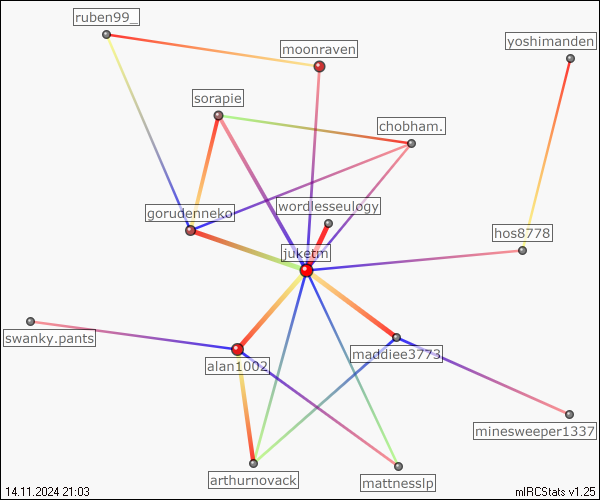 ruben99_
moonraven
yoshimanden
sorapie
chobham.
wordlesseulogy
gorudenneko
hos8778
juketm
swanky.pants
maddiee3773
alan1002
minesweeper1337
arthurnovack
mattnesslp
14.11.2024 21:03
mIRCStats v1.25